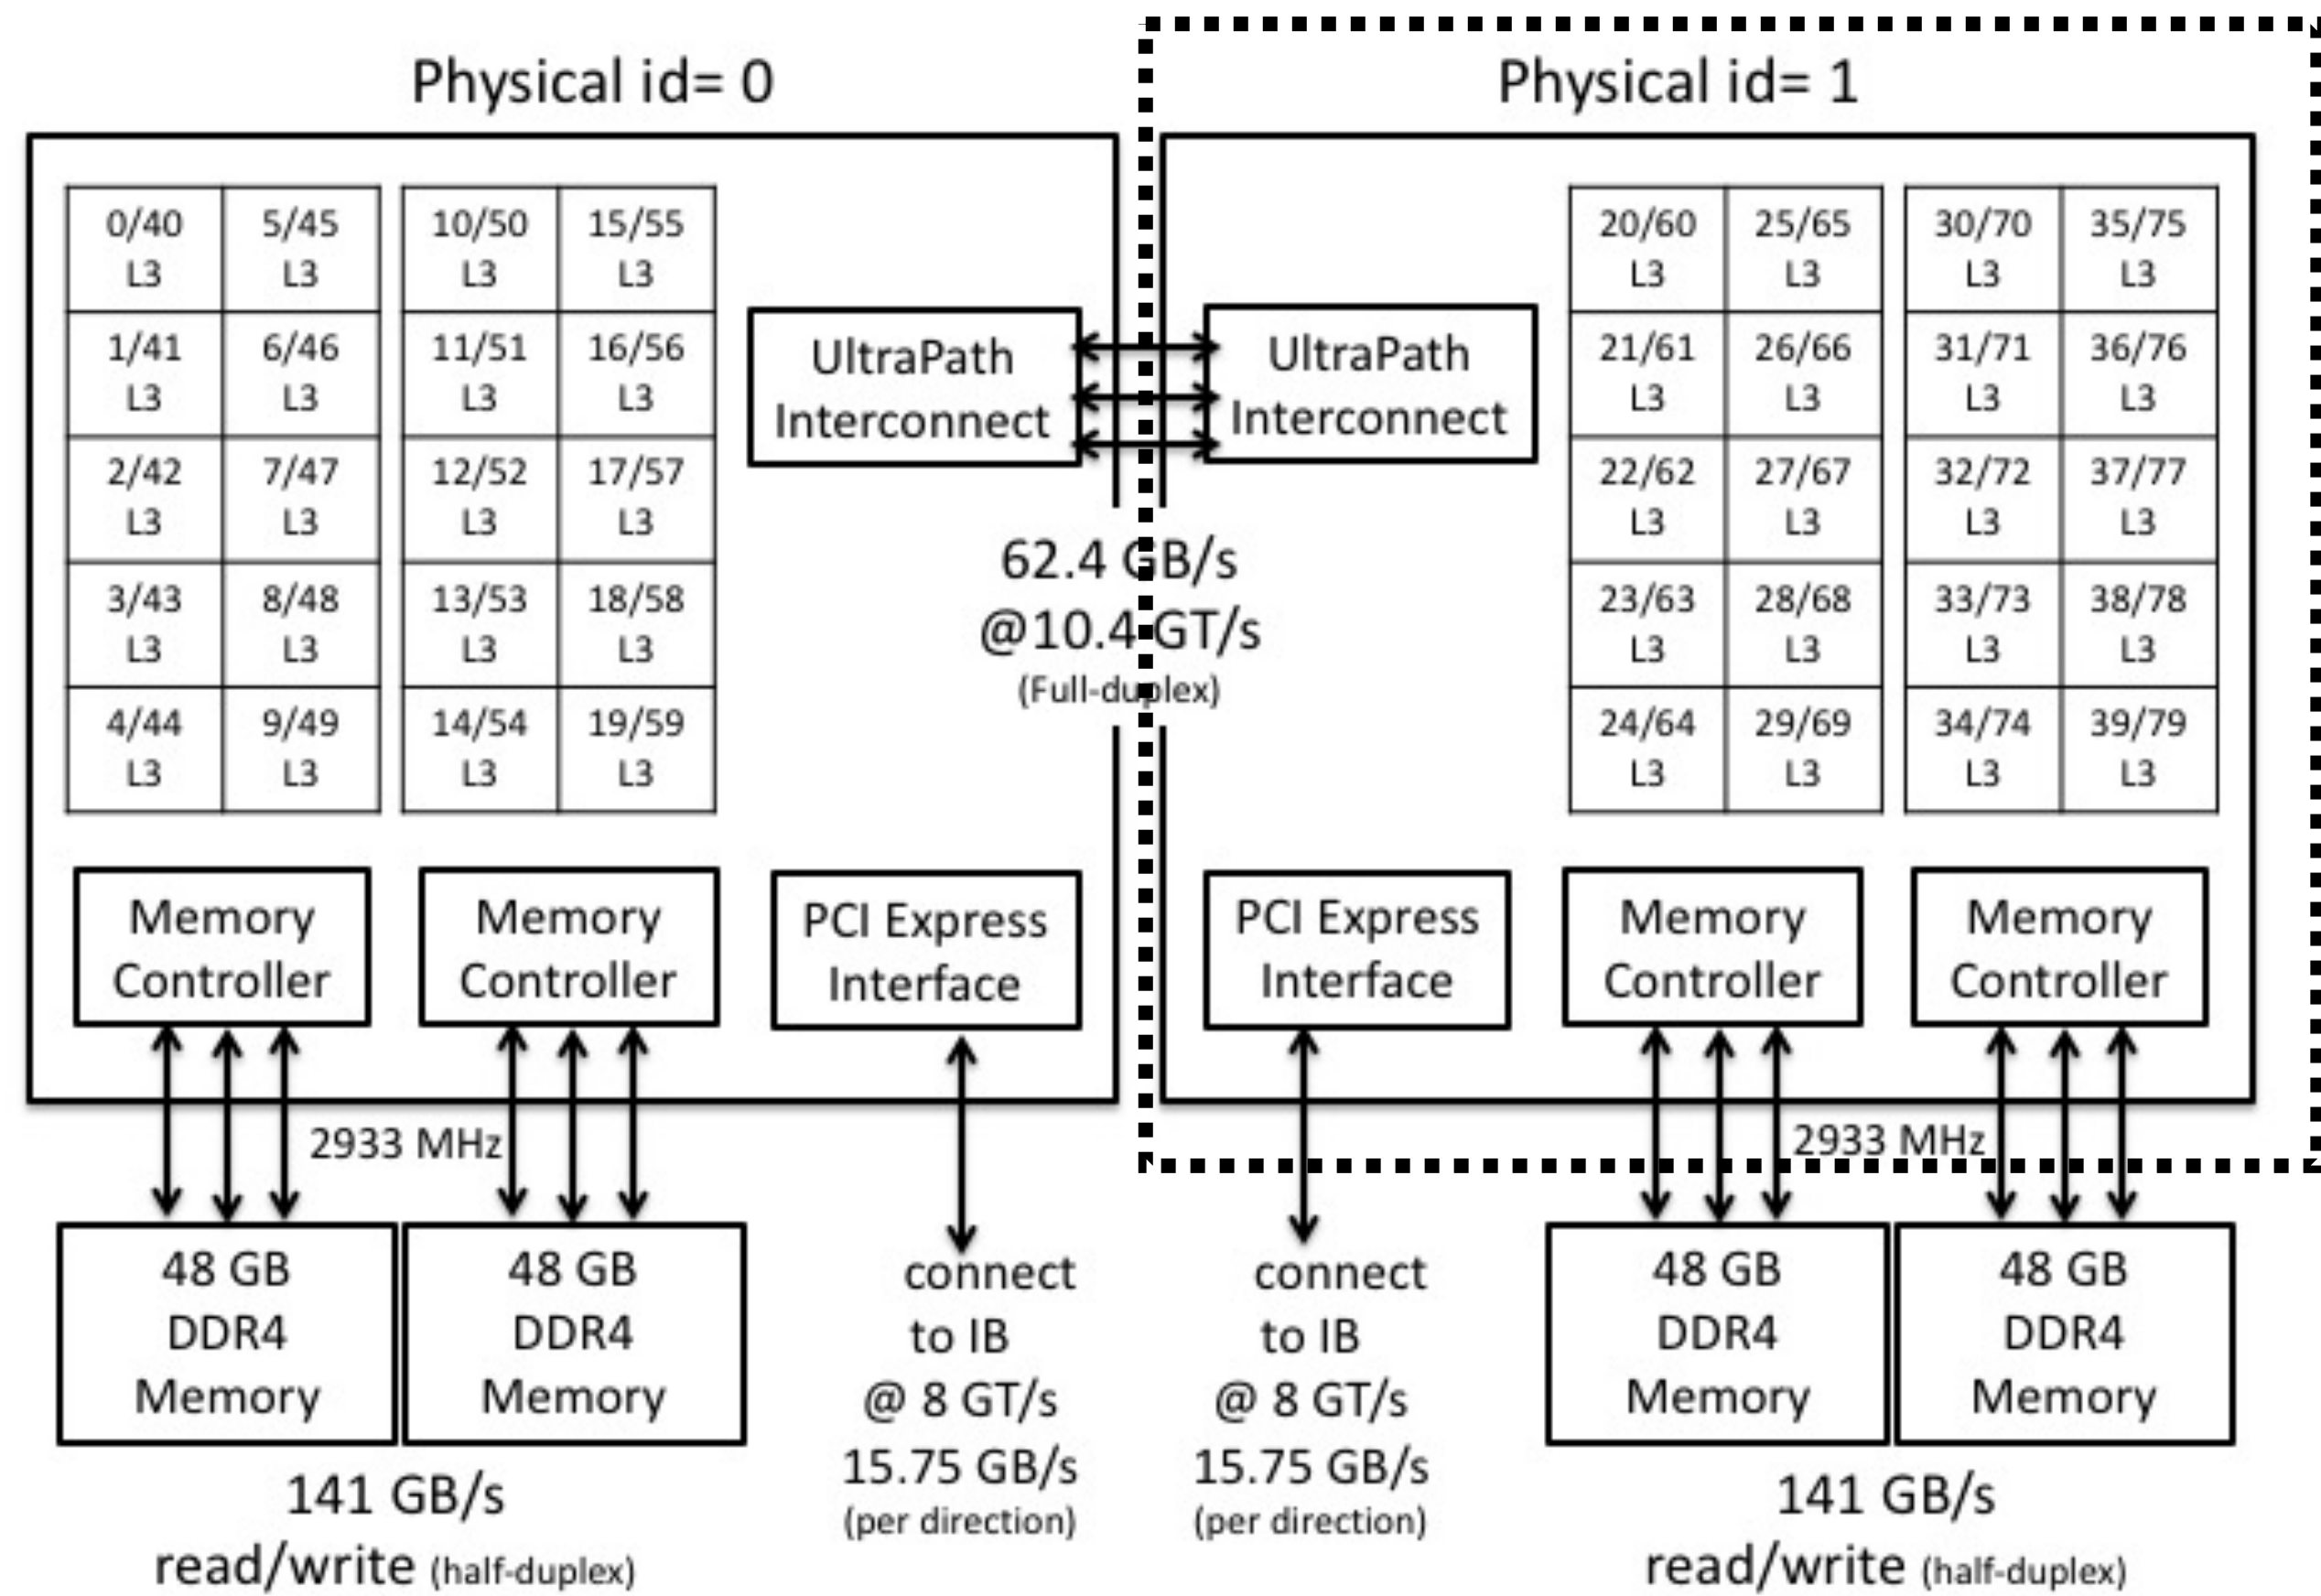 Physical id= 0
0/40
L3
5/45
L3
10/50
L3
15/55
L3
1/41
L3
6/46
L3
11/51
L3
16/56
L3
2/42
L3
7/47
L3
12/52
L3
17/57
L3
3/43
L3
8/48
L3
13/53
L3
18/58
L3
4/44
L3
9/49
L3
14/54
L3
19/59
L3
UltraPath
Interconnect
Memory
Controller
Memory
Controller
PCI Express
Interface
2933 MHz
48 GB
DDR4
Memory
48 GB
DDR4
Memory
141 GB/s
read/write (half-duplex)
connect
to IB
@ 8 GT/s
15.75 GB/s
(per direction)
62.4 GB/s
@10.4 GT/s
(Full-duplex)
Physical id= 1
UltraPath
Interconnect
20/60
L3
25/65
L3
30/70
L3
35/75
L3
21/61
L3
26/66
L3
31/71
L3
36/76
L3
22/62
L3
27/67
L3
32/72
L3
37/77
L3
23/63
L3
28/68
L3
33/73
L3
38/78
L3
24/64
L3
29/69
L3
34/74
L3
39/79
L3
PCI Express
Interface
Memory
Controller
Memory
Controller
2933 MHz
connect
to IB
@ 8 GT/s
15.75 GB/s
(per direction)
48 GB
DDR4
Memory
48 GB
DDR4
Memory
141 GB/s
read/write (half-duplex)